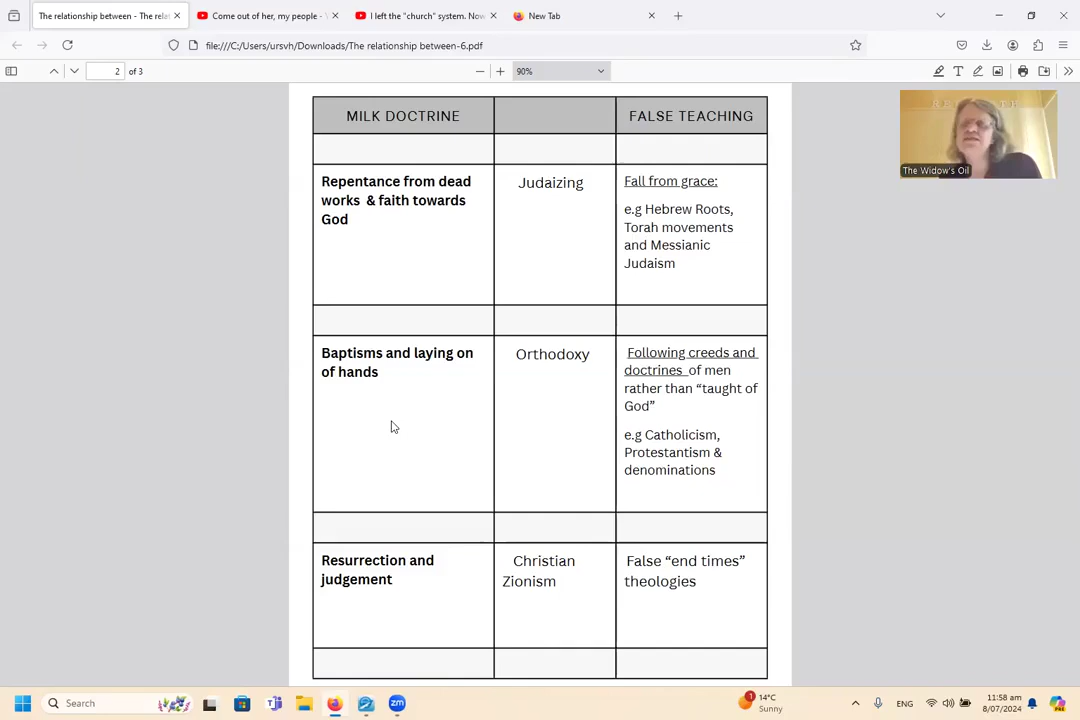 The relationship between - The rela
Come out of her, my people - Y
I left the "church" system. Now
New Tab
file:///C:/Users/ursvh/Downloads/The relationship between-6.pdf
2 of 3
90%
MILK DOCTRINE
FALSE TEACHING
Repentance from dead
works & faith towards
God
Judaizing
Fall from grace:
e.g Hebrew Roots,
Torah movements
and Messianic
Judaism
Baptisms and laying on
of hands
Orthodoxy
Following creeds and
doctrines of men
rather than “taught of
God”
e.g Catholicism,
Protestantism &
denominations
Resurrection and
judgement
Christian
Zionism
False “end times”
theologies
The Widow's Oil
Search
zm
1
14°C
Sunny
ENG
11:58 am
8/07/2024
PRE